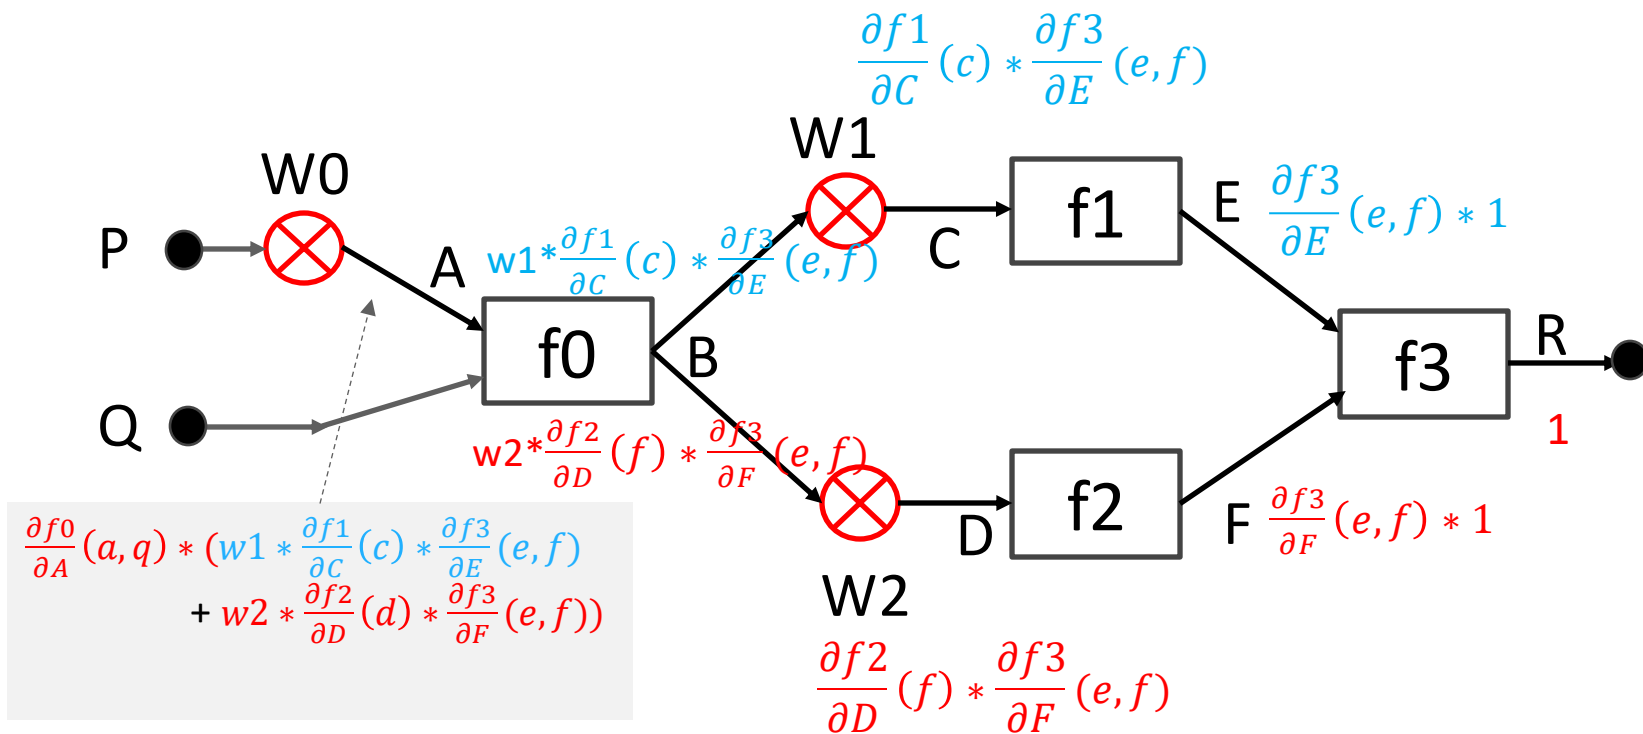 ∂f1/∂C (c) ∗ ∂f3/∂E (e, f)
W1
W0
P
A
w1*∂f1/∂C (c) ∗ ∂f3/∂E (e, f)
C
f1
E
∂f3/∂E (e, f) ∗ 1
f0
B
f3
R
1
Q
w2*∂f2/∂D (f) ∗ ∂f3/∂F (e, f)
D
f2
F
∂f3/∂F (e, f) ∗ 1
∂f0/∂A (a, q) ∗ (w1 ∗ ∂f1/∂C (c) ∗ ∂f3/∂E (e, f)
+ w2 ∗ ∂f2/∂D (d) ∗ ∂f3/∂F (e, f))
W2
∂f2/∂D (f) ∗ ∂f3/∂F (e, f)